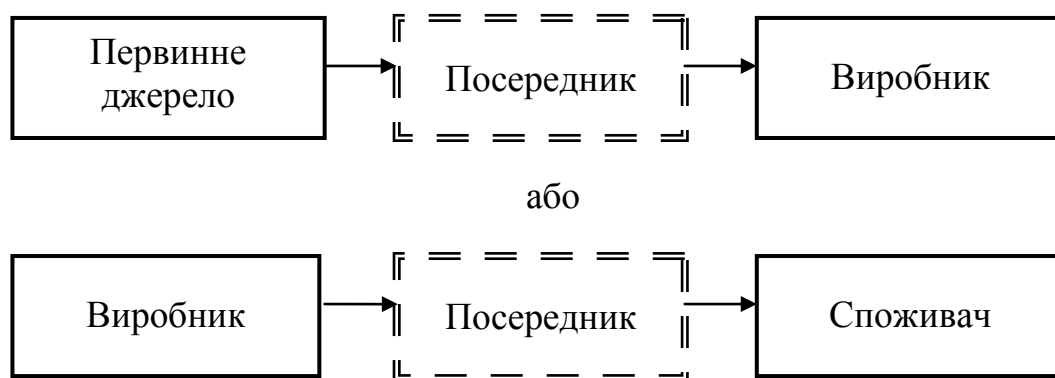 Первинне
джерело
Посередник
Виробник
або
Виробник
Посередник
Споживач